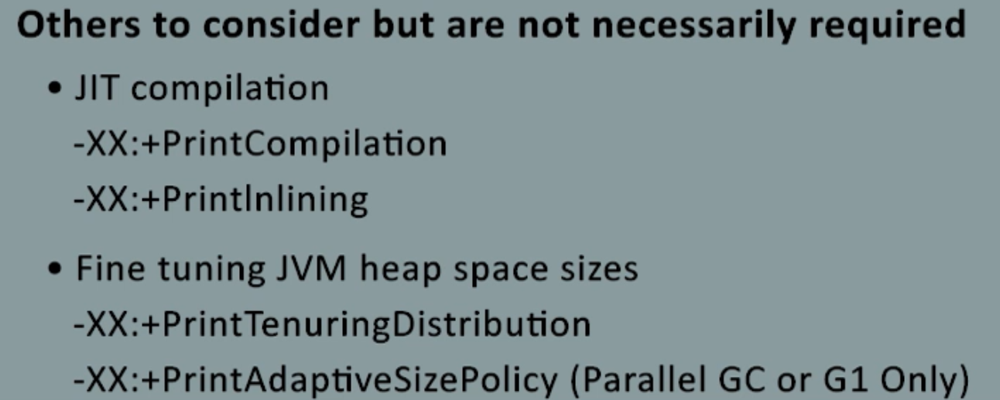 Others to consider but are not necessarily required
• JIT compilation
-XX:+PrintCompilation
-XX:+PrintInlining
• Fine tuning JVM heap space sizes
-XX:+PrintTenuringDistribution
-XX:+PrintAdaptiveSizePolicy (Parallel GC or G1 Only)